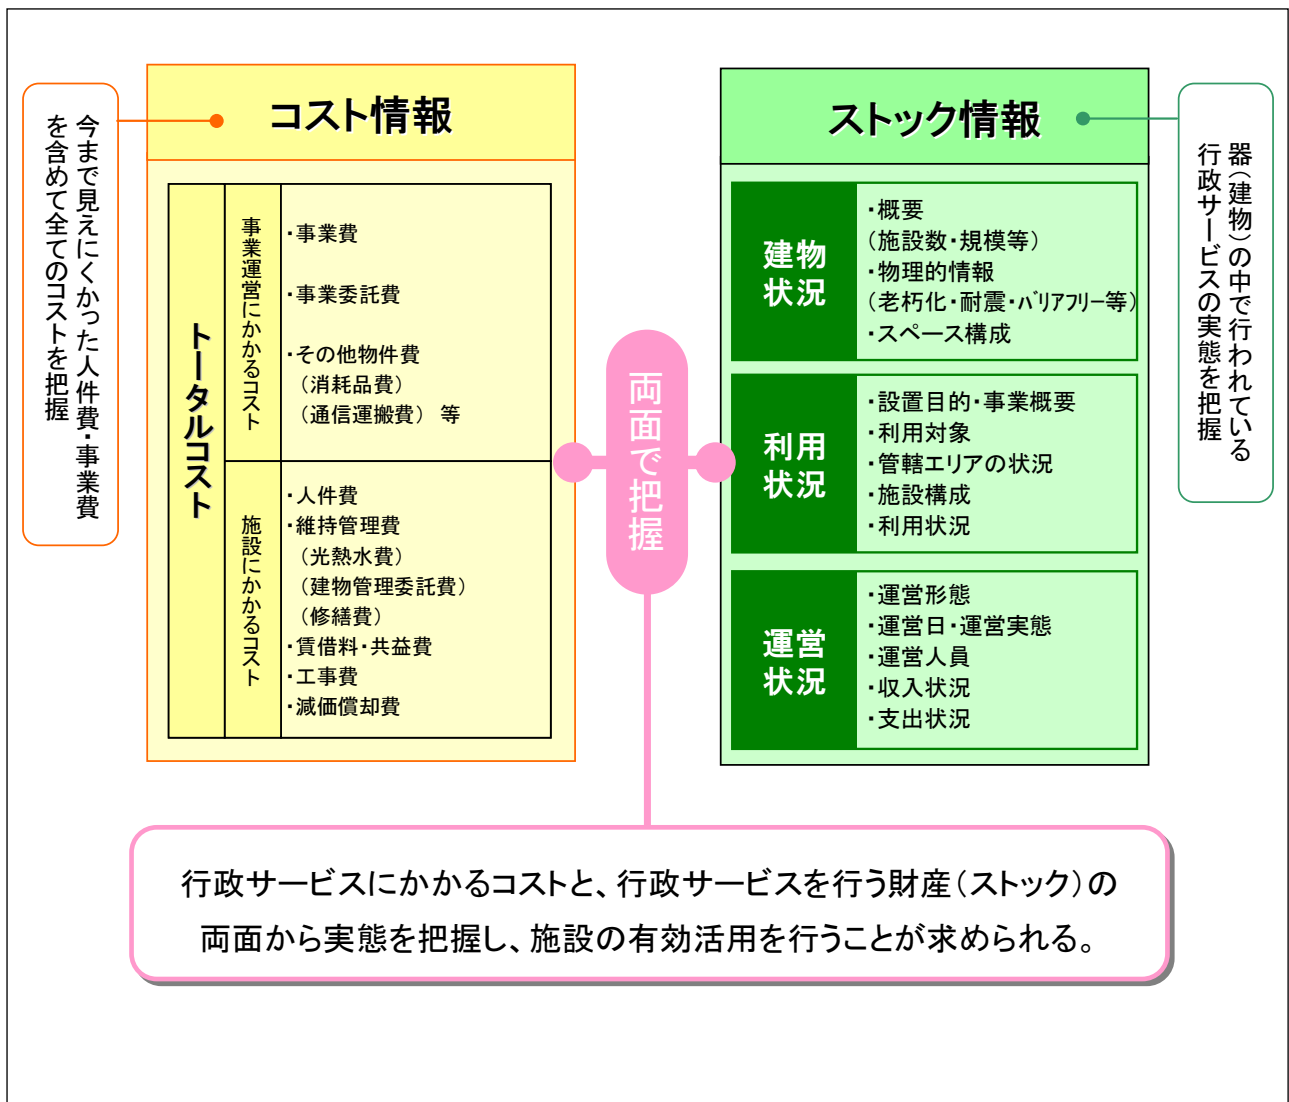 今まで見えにくかった人件費・事業費
を含めて全てのコストを把握
コスト情報
トータルコスト
事業運営にかかるコスト
・事業費
・事業委託費
・その他物件費
（消耗品費）
（通信運搬費） 等
施設にかかるコスト
・人件費
・維持管理費
（光熱水費）
（建物管理委託費）
（修繕費）
・賃借料・共益費
・工事費
・減価償却費
両面で把握
ストック情報
建物
状況
・概要
（施設数・規模等）
・物理的情報
（老朽化・耐震・ﾊﾞﾘｱﾌﾘｰ等）
・スペース構成
利用
状況
・設置目的・事業概要
・利用対象
・管轄エリアの状況
・施設構成
・利用状況
運営
状況
・運営形態
・運営日・運営実態
・運営人員
・収入状況
・支出状況
器（建物）の中で行われている
行政サービスの実態を把握
行政サービスにかかるコストと、行政サービスを行う財産（ストック）の
両面から実態を把握し、施設の有効活用を行うことが求められる。